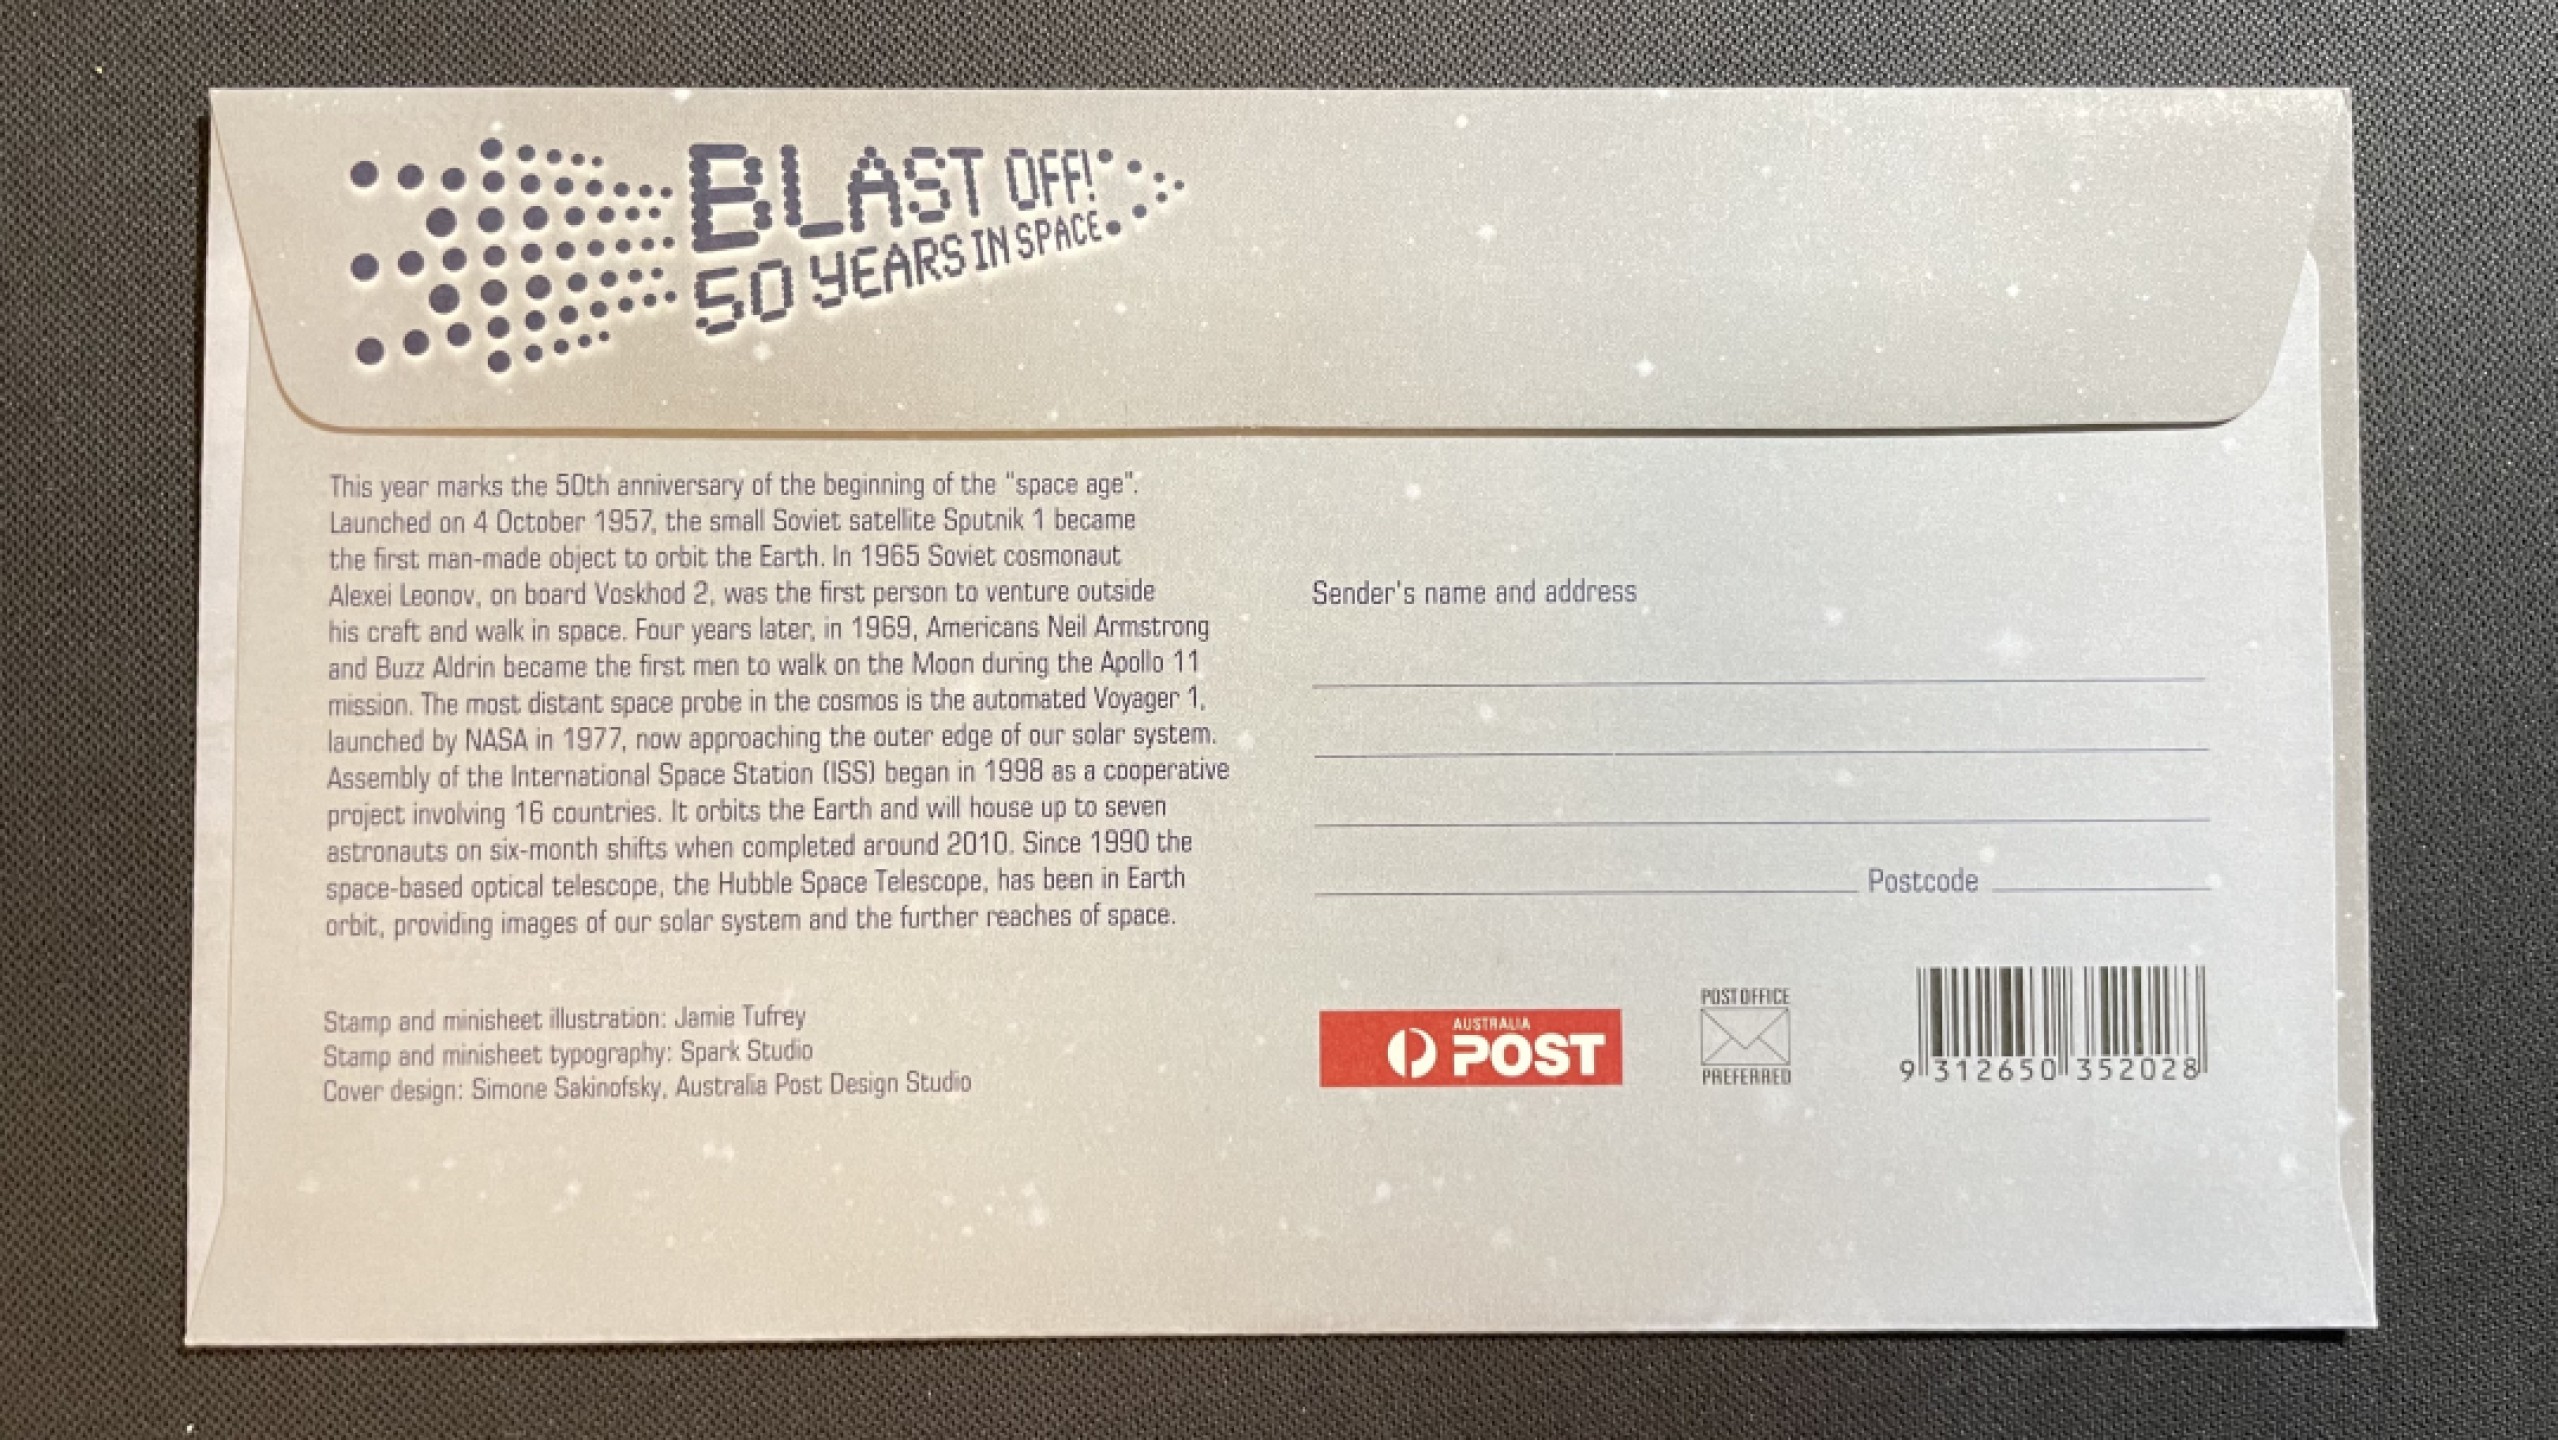 BLAST OFF!
50 YEARS IN SPACE
This year marks the 50th anniversary of the beginning of the "space age".
Launched on 4 October 1957, the small Soviet satellite Sputnik 1 became
the first man-made object to orbit the Earth. In 1965 Soviet cosmonaut
Alexei Leonov, on board Voskhod 2, was the first person to venture outside
his craft and walk in space. Four years later, in 1969, Americans Neil Armstrong
and Buzz Aldrin became the first men to walk on the Moon during the Apollo 11
mission. The most distant space probe in the cosmos is the automated Voyager 1,
launched by NASA in 1977, now approaching the outer edge of our solar system.
Assembly of the International Space Station (ISS) began in 1998 as a cooperative
project involving 16 countries. It orbits the Earth and will house up to seven
astronauts on six-month shifts when completed around 2010. Since 1990 the
space-based optical telescope, the Hubble Space Telescope, has been in Earth
orbit, providing images of our solar system and the further reaches of space.
Stamp and minisheet illustration: Jamie Tufrey
Stamp and minisheet typography: Spark Studio
Cover design: Simone Sakinofsky, Australia Post Design Studio
Sender's name and address
Postcode
AUSTRALIA
POST
POST OFFICE
PREFERRED
9 312650 352028